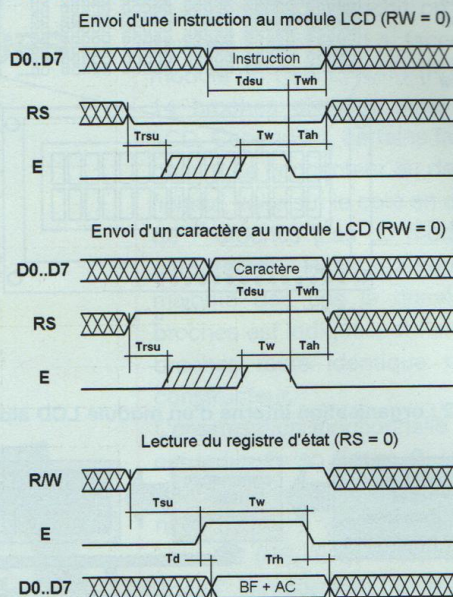 Envoi d'une instruction au module LCD (RW = 0)
D0..D7
Instruction
Tdsu
Twh
RS
Trsu
Tw
Tah
E
Envoi d'un caractère au module LCD (RW = 0)
D0..D7
Caractère
Tdsu
Twh
RS
Trsu
Tw
Tah
E
Lecture du registre d'état (RS = 0)
R/W
Tsu
Tw
E
Td
Trh
D0..D7
BF + AC